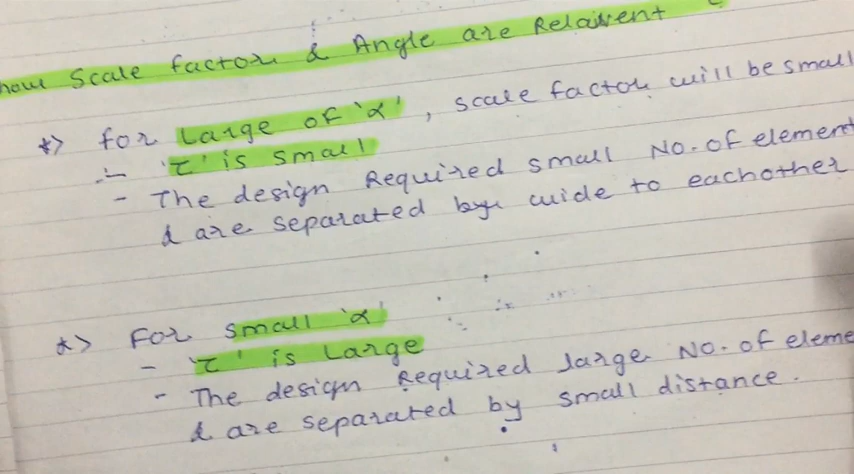 how Scale factor & Angle are Relavent
*> for Large of 'α', scale factor will be small
∴ 'τ' is small
- The design Required small No. of element
& are separated by wide to eachother
*> For small 'α'
- 'τ' is Large
- The design Required large No. of eleme
& are separated by small distance.